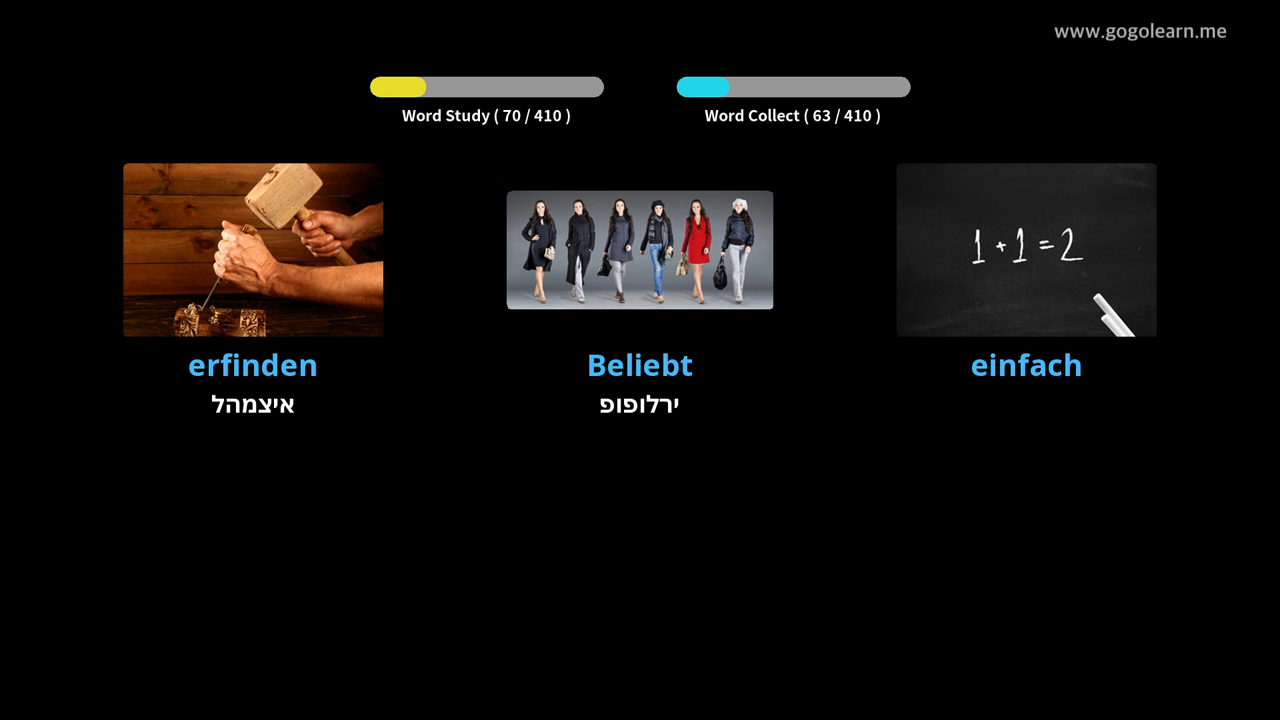 www.gogolearn.me
Word Study ( 70 / 410 )
Word Collect ( 63 / 410 )
1 + 1 = 2
erfinden
איצמהל
Beliebt
ירלופופ
einfach